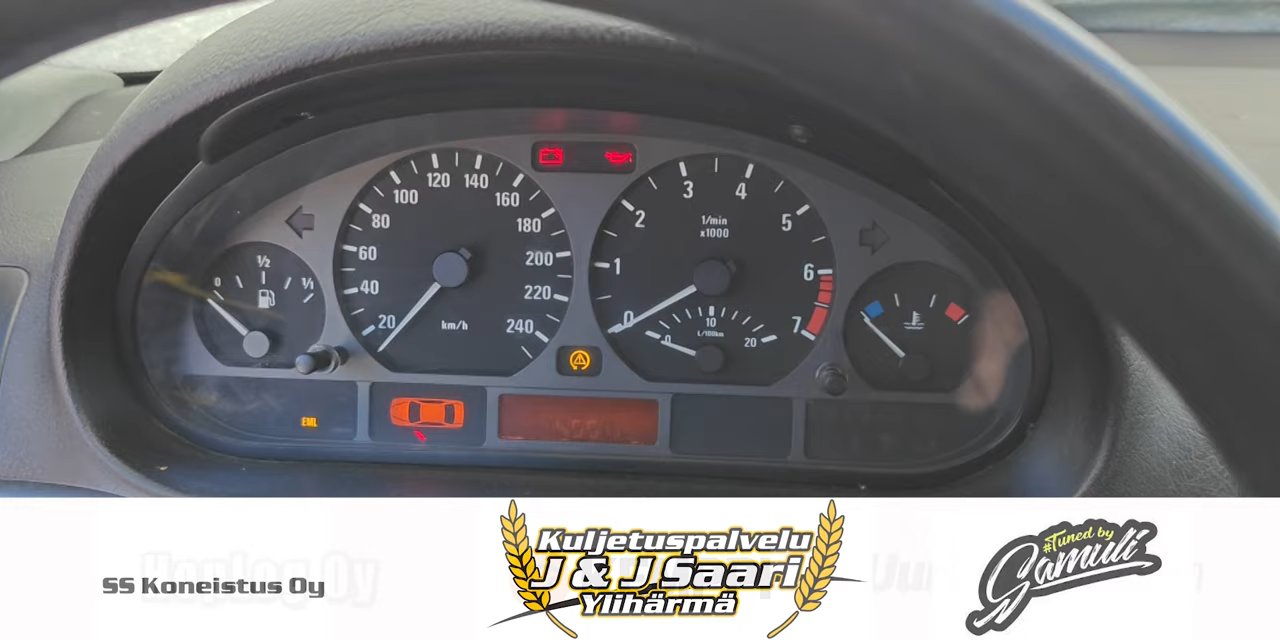 120 140
100 160
80 180
60 200
40 220
20 240
km/h
3 4
2 5
1 6
0 7
1/min
x1000
0 10 20
L/100km
0 1/2 1/1
EML
Kuljetuspalvelu
J & J Saari
Ylihärmä
SS Koneistus Oy
#Tuned by
Samuli